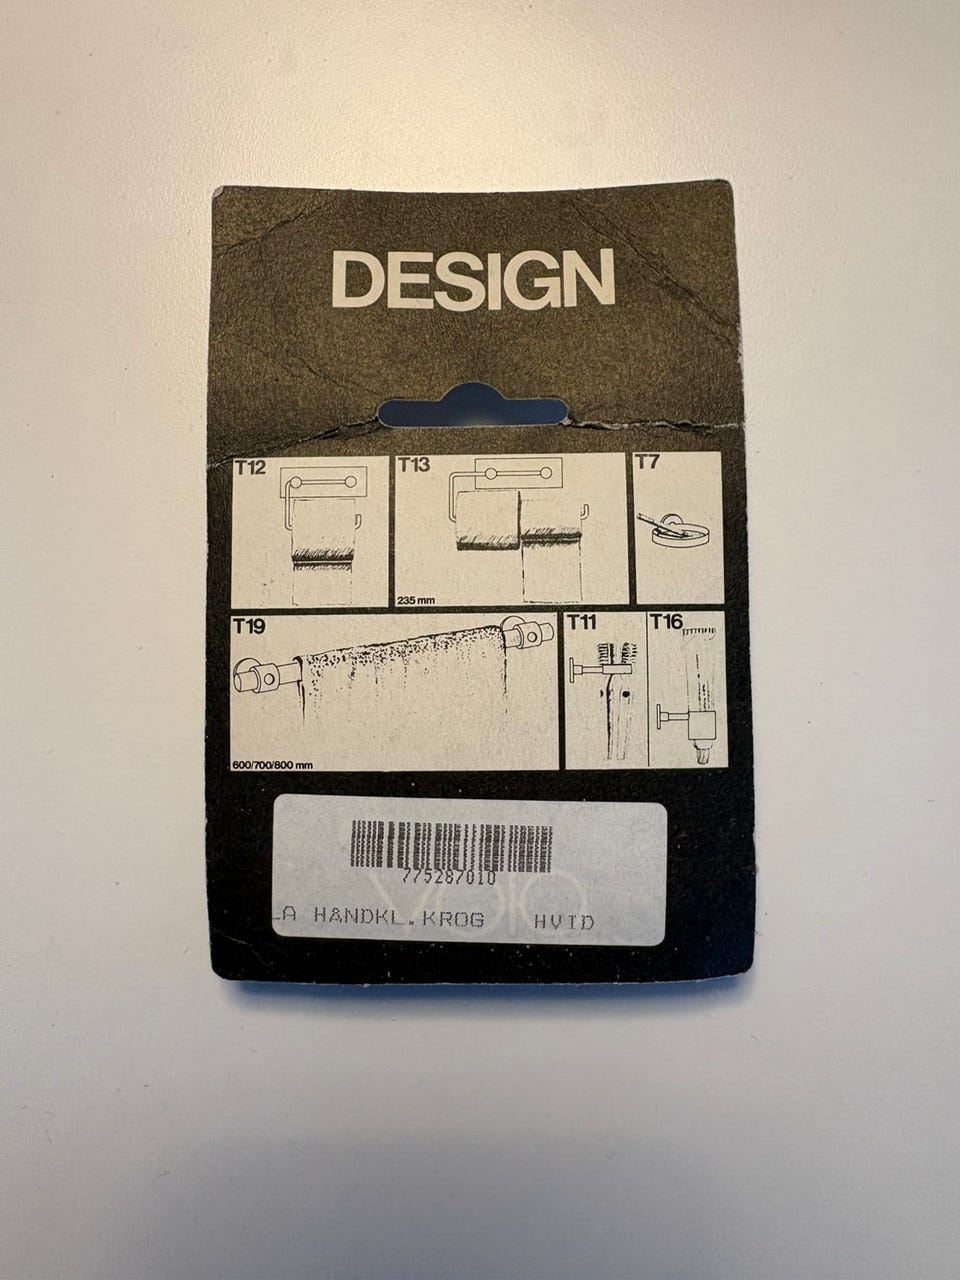 DESIGN
T12 T13 T7
235 mm
T19 T11 T16
600/700/800 mm
775287010
LA HANDKL.KROG HVID